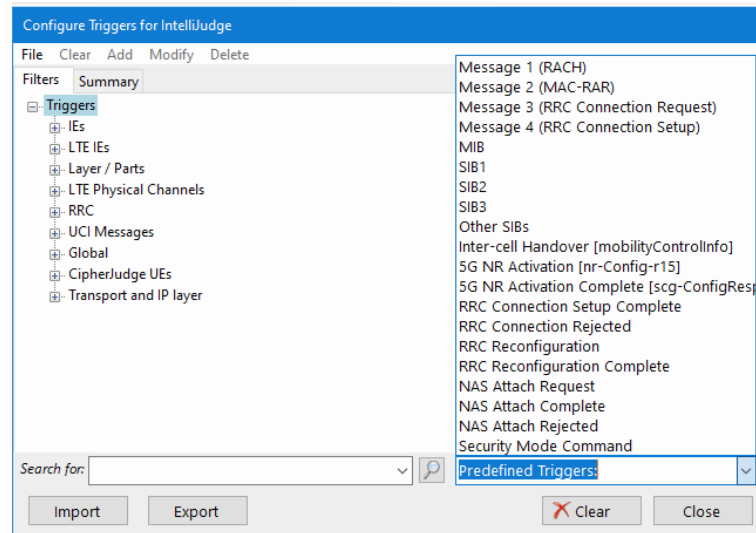 Configure Triggers for IntelliJudge
File Clear Add Modify Delete
Filters Summary
Triggers
IEs
LTE IEs
Layer / Parts
LTE Physical Channels
RRC
UCI Messages
Global
CipherJudge UEs
Transport and IP layer
Message 1 (RACH)
Message 2 (MAC-RAR)
Message 3 (RRC Connection Request)
Message 4 (RRC Connection Setup)
MIB
SIB1
SIB2
SIB3
Other SIBs
Inter-cell Handover [mobilityControlInfo]
5G NR Activation [nr-Config-r15]
5G NR Activation Complete [scg-ConfigResp
RRC Connection Setup Complete
RRC Connection Rejected
RRC Reconfiguration
RRC Reconfiguration Complete
NAS Attach Request
NAS Attach Complete
NAS Attach Rejected
Security Mode Command
Search for:
Predefined Triggers:
Import Export Clear Close